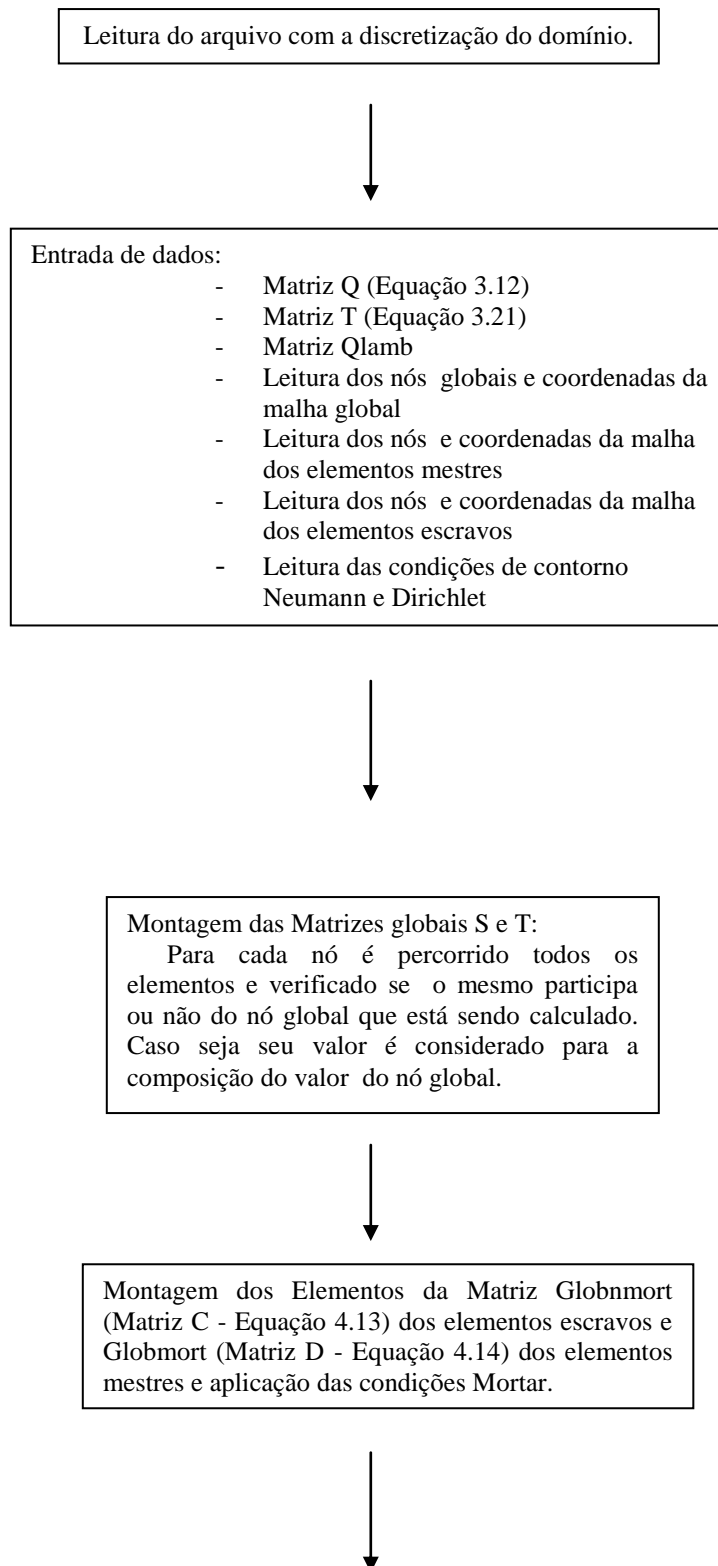 Leitura do arquivo com a discretização do domínio.
Entrada de dados:
- Matriz Q (Equação 3.12)
- Matriz T (Equação 3.21)
- Matriz Qlamb
- Leitura dos nós globais e coordenadas da
malha global
- Leitura dos nós e coordenadas da malha
dos elementos mestres
- Leitura dos nós e coordenadas da malha
dos elementos escravos
- Leitura das condições de contorno
Neumann e Dirichlet
Montagem das Matrizes globais S e T:
Para cada nó é percorrido todos os
elementos e verificado se o mesmo participa
ou não do nó global que está sendo calculado.
Caso seja seu valor é considerado para a
composição do valor do nó global.
Montagem dos Elementos da Matriz Globnmort
(Matriz C - Equação 4.13) dos elementos escravos e
Globmort (Matriz D - Equação 4.14) dos elementos
mestres e aplicação das condições Mortar.